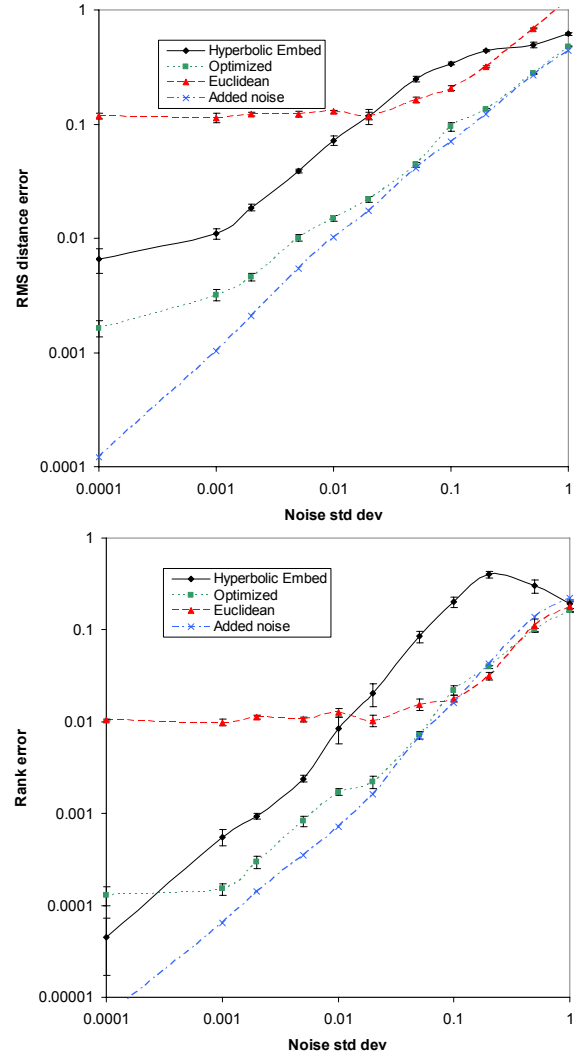 1
0.1
0.01
0.001
0.0001
RMS distance error
Hyperbolic Embed
Optimized
Euclidean
Added noise
0.0001 0.001 0.01 0.1 1
Noise std dev
1
0.1
0.01
0.001
0.0001
0.00001
Rank error
Hyperbolic Embed
Optimized
Euclidean
Added noise
0.0001 0.001 0.01 0.1 1
Noise std dev